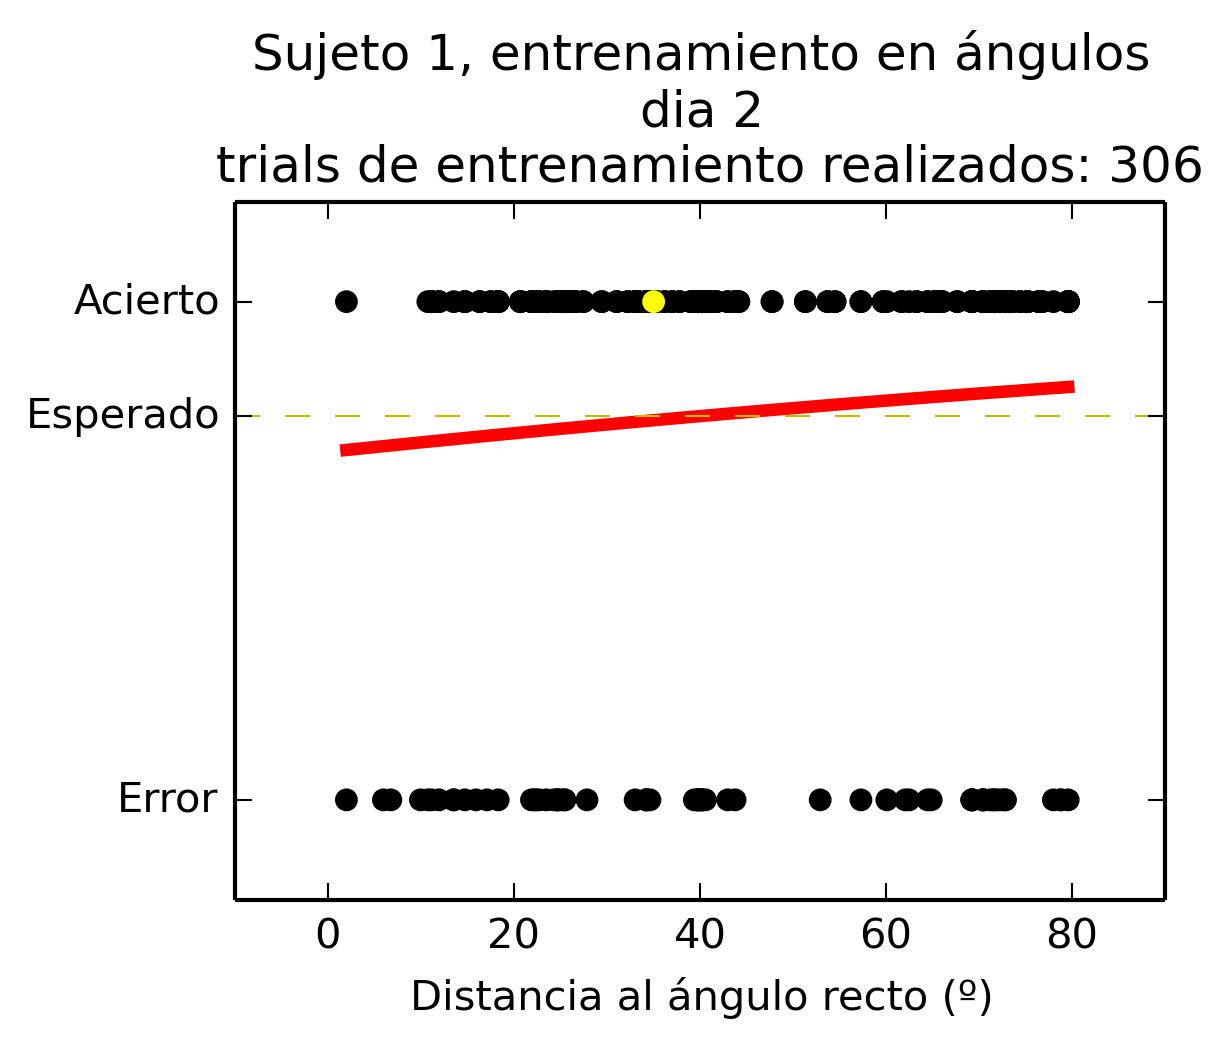 Sujeto 1, entrenamiento en ángulos
dia 2
trials de entrenamiento realizados: 306
Acierto
Esperado
Error
0 20 40 60 80
Distancia al ángulo recto (º)